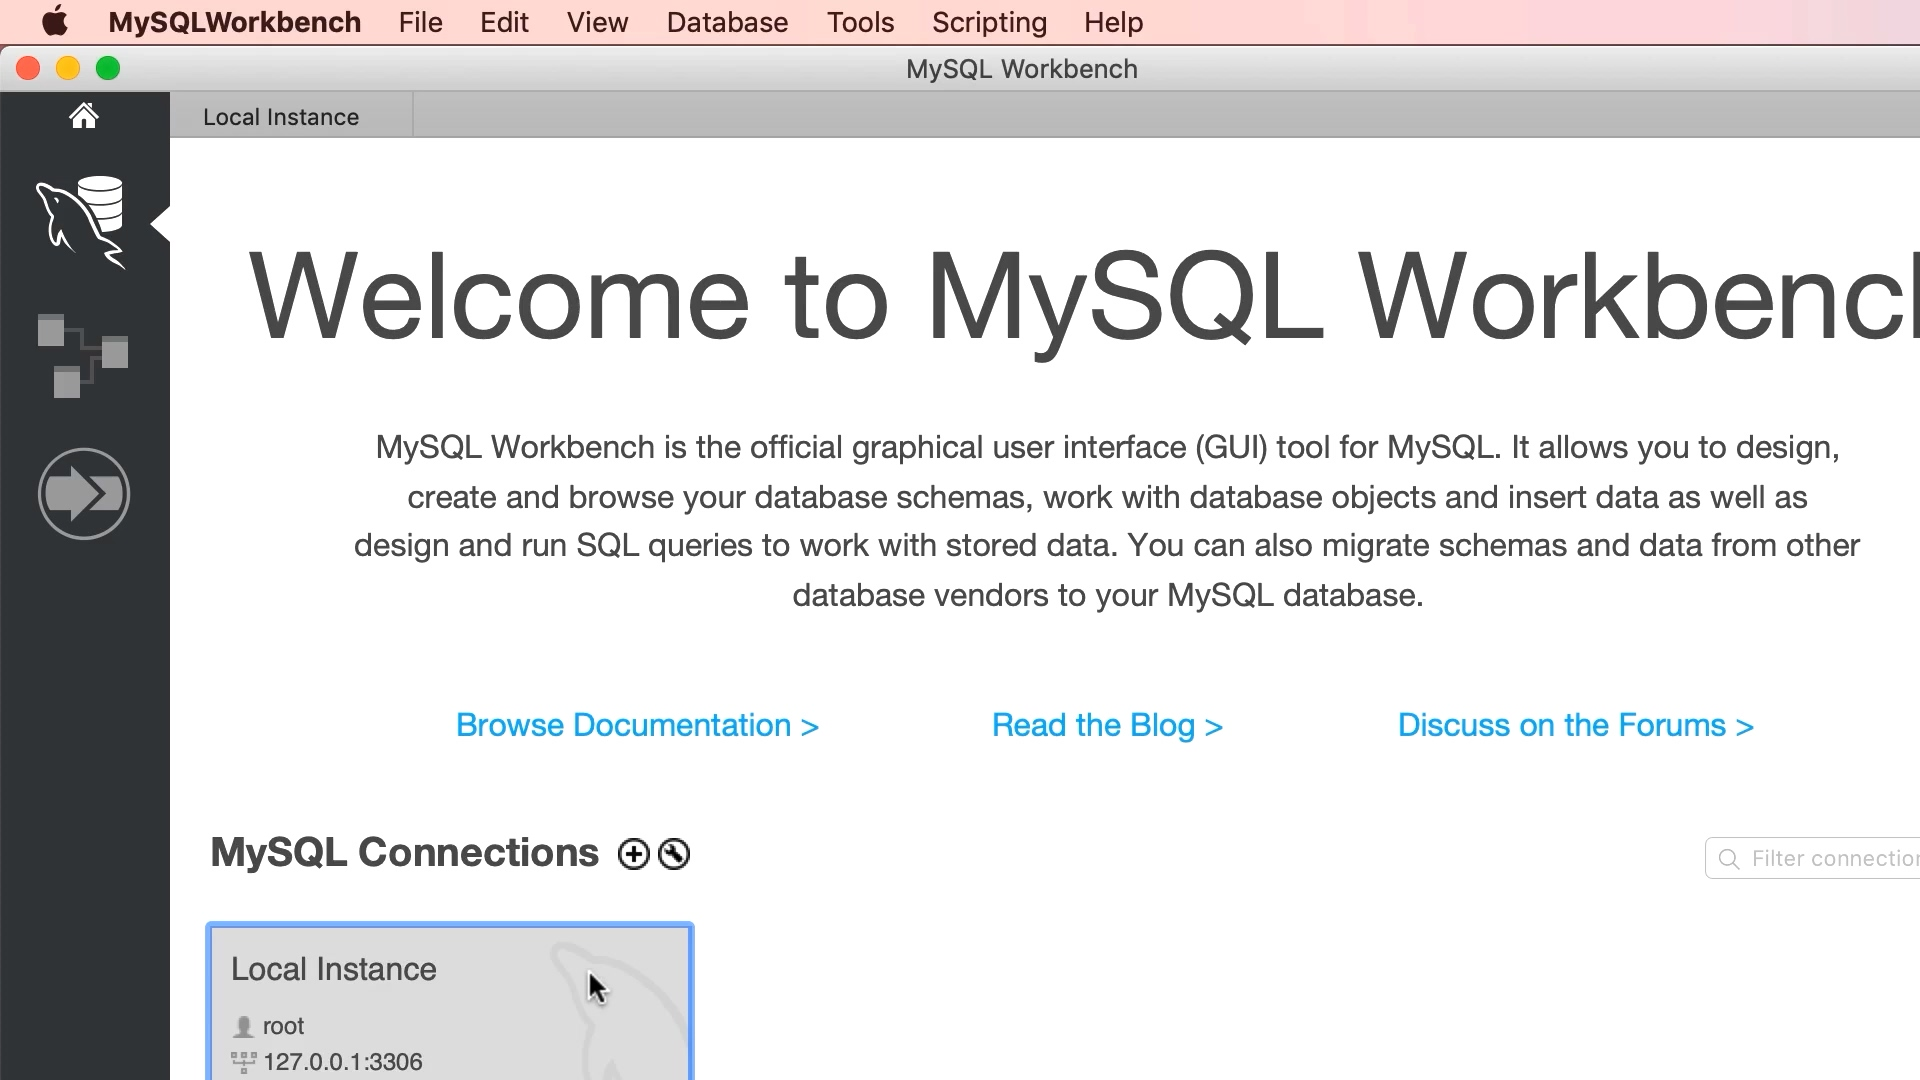 MySQLWorkbench File Edit View Database Tools Scripting Help
MySQL Workbench
Local Instance
Welcome to MySQL Workbench
MySQL Workbench is the official graphical user interface (GUI) tool for MySQL. It allows you to design,
create and browse your database schemas, work with database objects and insert data as well as
design and run SQL queries to work with stored data. You can also migrate schemas and data from other
database vendors to your MySQL database.
Browse Documentation > Read the Blog > Discuss on the Forums >
MySQL Connections
Filter connection
Local Instance
root
127.0.0.1:3306